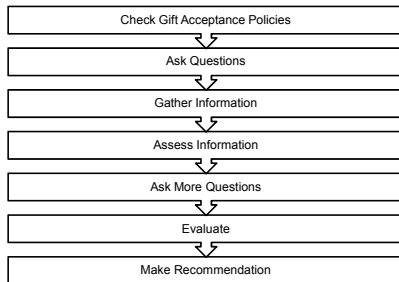 Check Gift Acceptance Policies
Ask Questions
Gather Information
Assess Information
Ask More Questions
Evaluate
Make Recommendation